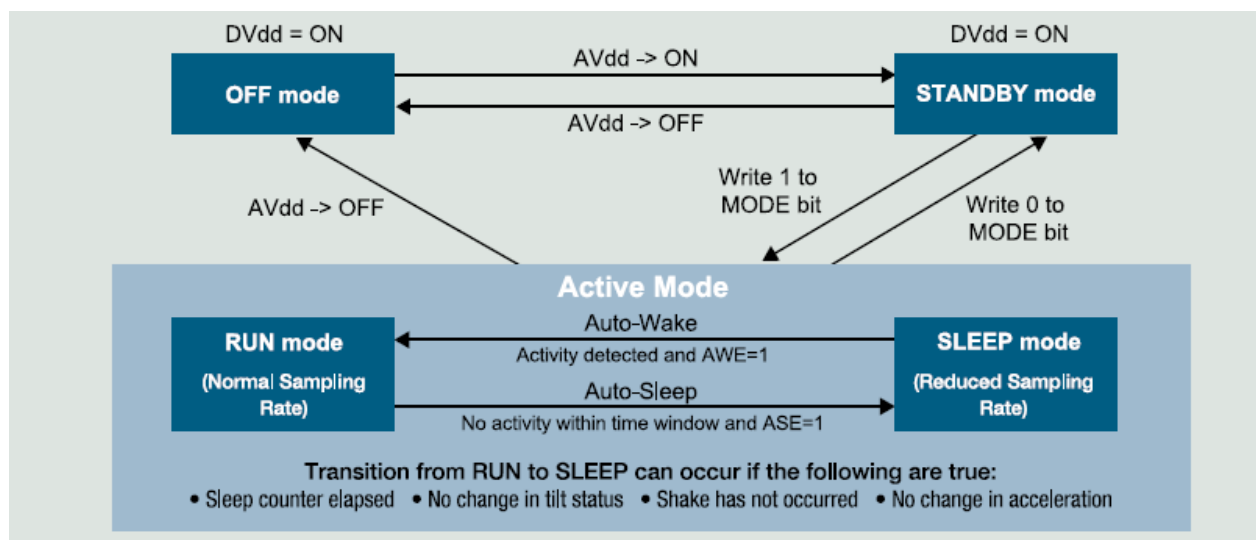 DVdd = ON
DVdd = ON
OFF mode
AVdd -> ON
STANDBY mode
AVdd -> OFF
AVdd -> OFF
Write 1 to
MODE bit
Write 0 to
MODE bit
Active Mode
RUN mode
(Normal Sampling
Rate)
Auto-Wake
Activity detected and AWE=1
Auto-Sleep
No activity within time window and ASE=1
SLEEP mode
(Reduced Sampling
Rate)
Transition from RUN to SLEEP can occur if the following are true:
• Sleep counter elapsed • No change in tilt status • Shake has not occurred • No change in acceleration